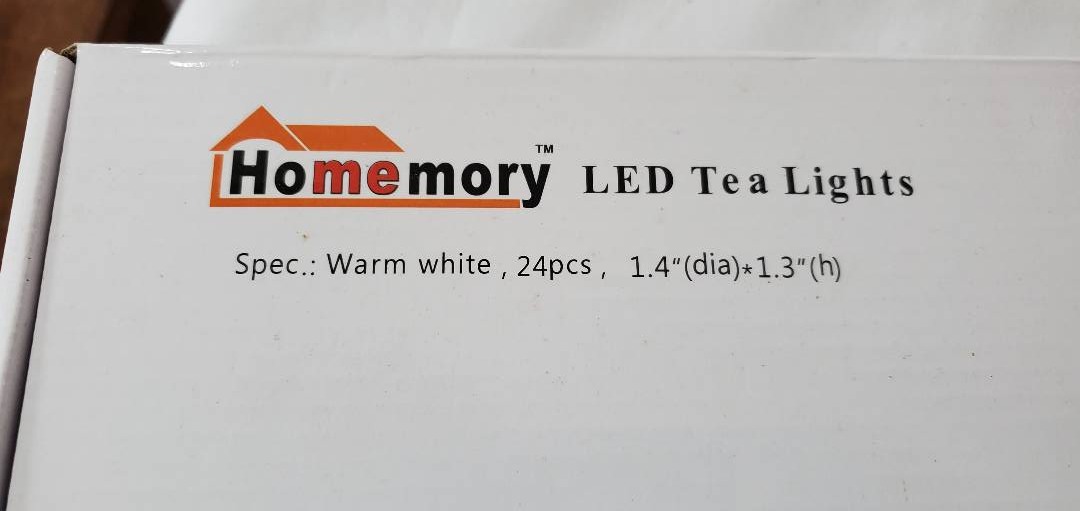 Homemory™ LED Tea Lights
Spec.: Warm white , 24pcs , 1.4"(dia)*1.3"(h)